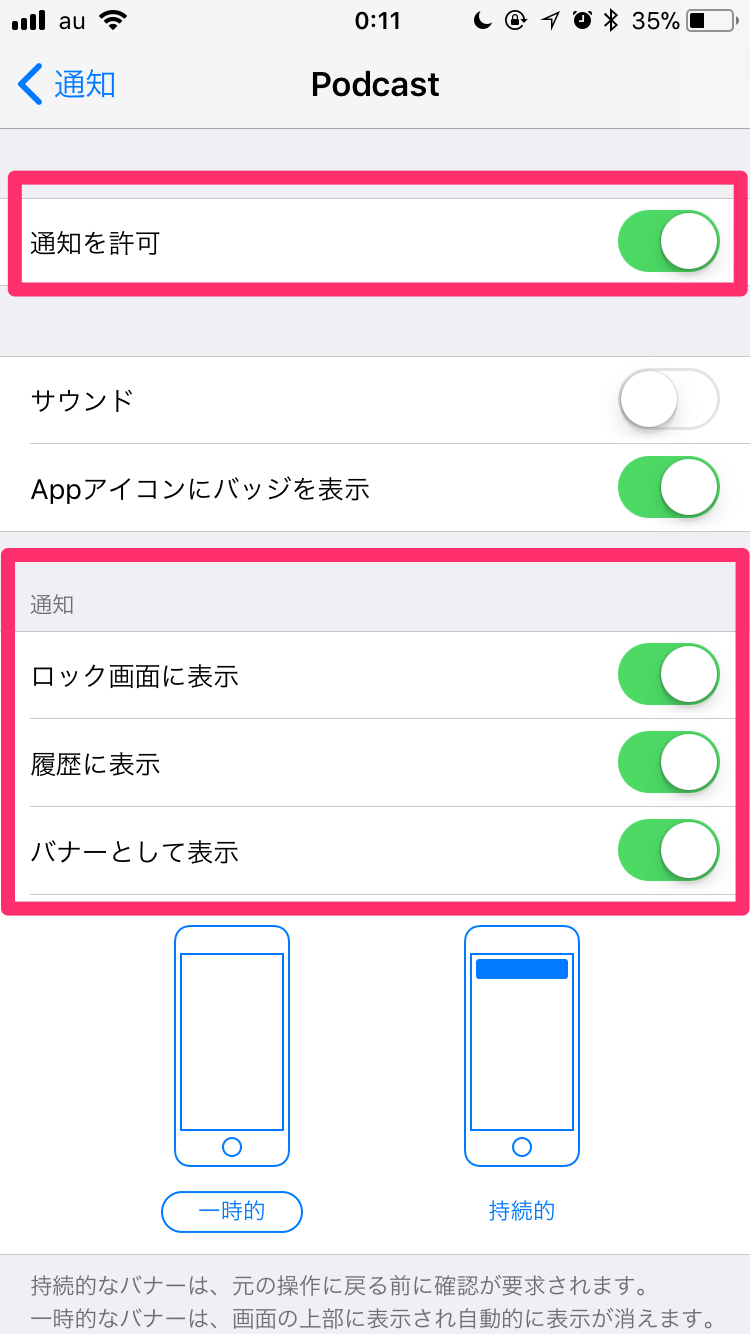 au 0:11 35%
通知 Podcast
通知を許可
サウンド
Appアイコンにバッジを表示
通知
ロック画面に表示
履歴に表示
バナーとして表示
一時的 持続的
持続的なバナーは、元の操作に戻る前に確認が要求されます。
一時的なバナーは、画面の上部に表示され自動的に表示が消えます。